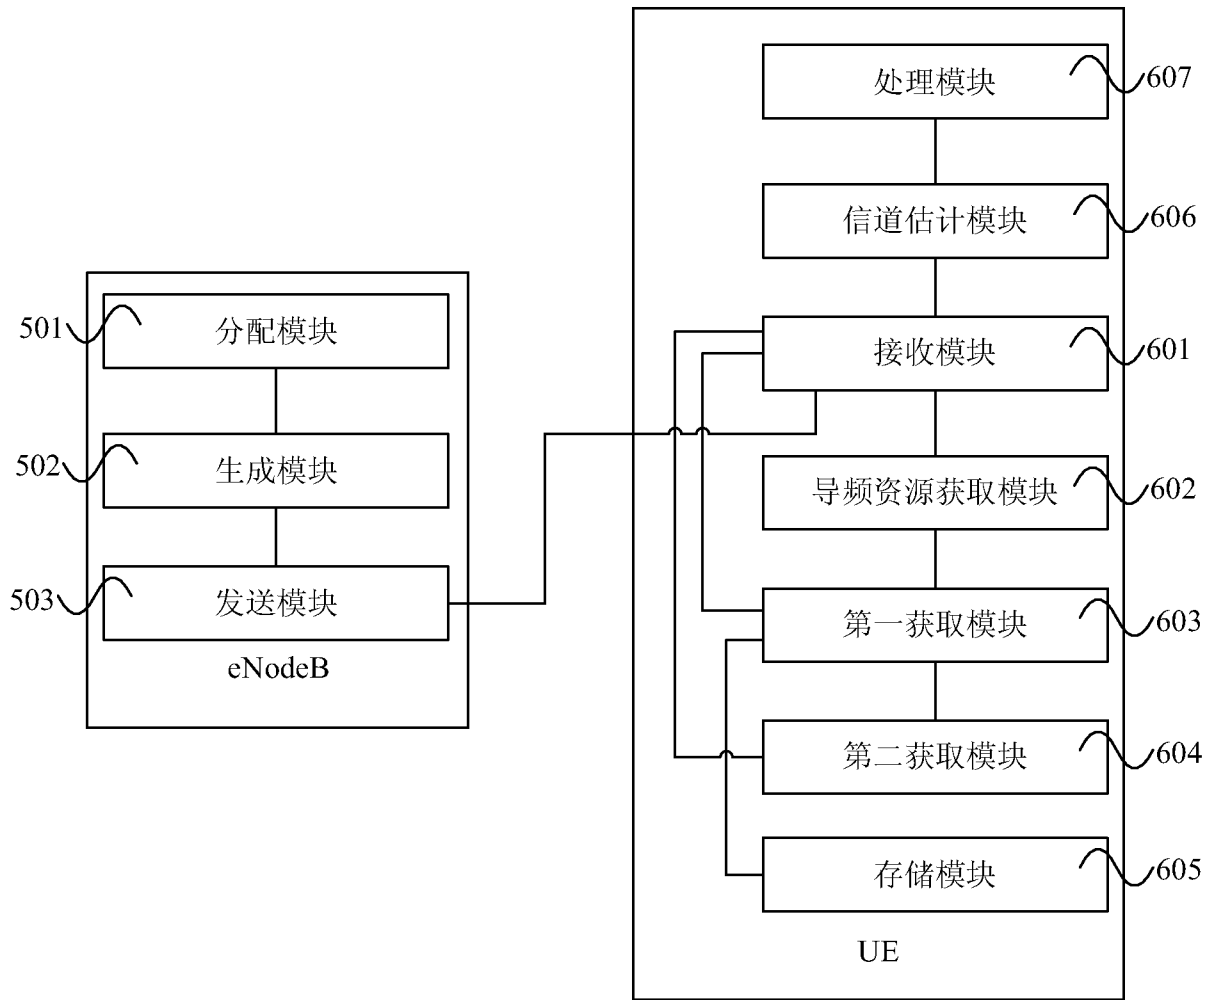 501
分配模块
502
生成模块
503
发送模块
eNodeB
处理模块
607
信道估计模块
606
接收模块
601
导频资源获取模块
602
第一获取模块
603
第二获取模块
604
存储模块
605
UE